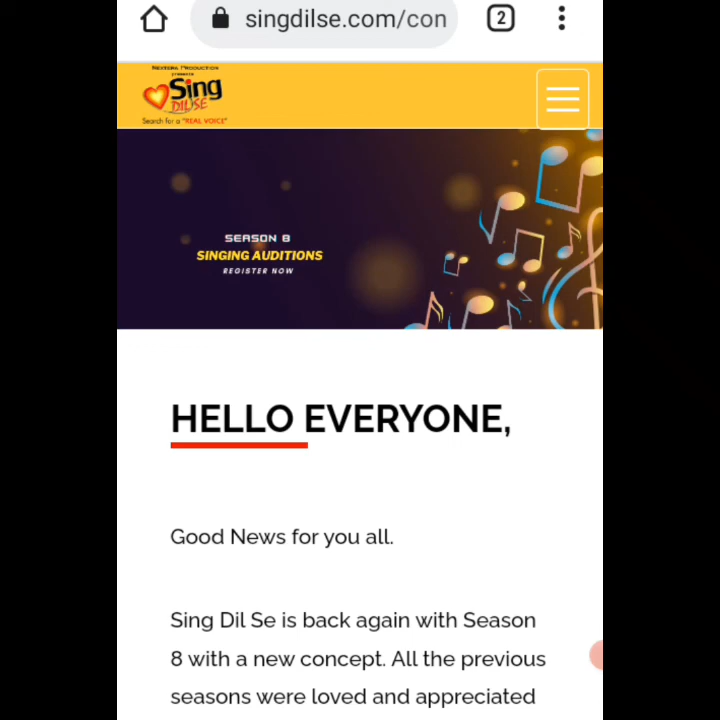 singdilse.com/con
2
presents
Sing
DIL SE
Search for a "REAL VOICE"
SEASON 8
SINGING AUDITIONS
REGISTER NOW
HELLO EVERYONE,
Good News for you all.
Sing Dil Se is back again with Season
8 with a new concept. All the previous
seasons were loved and appreciated